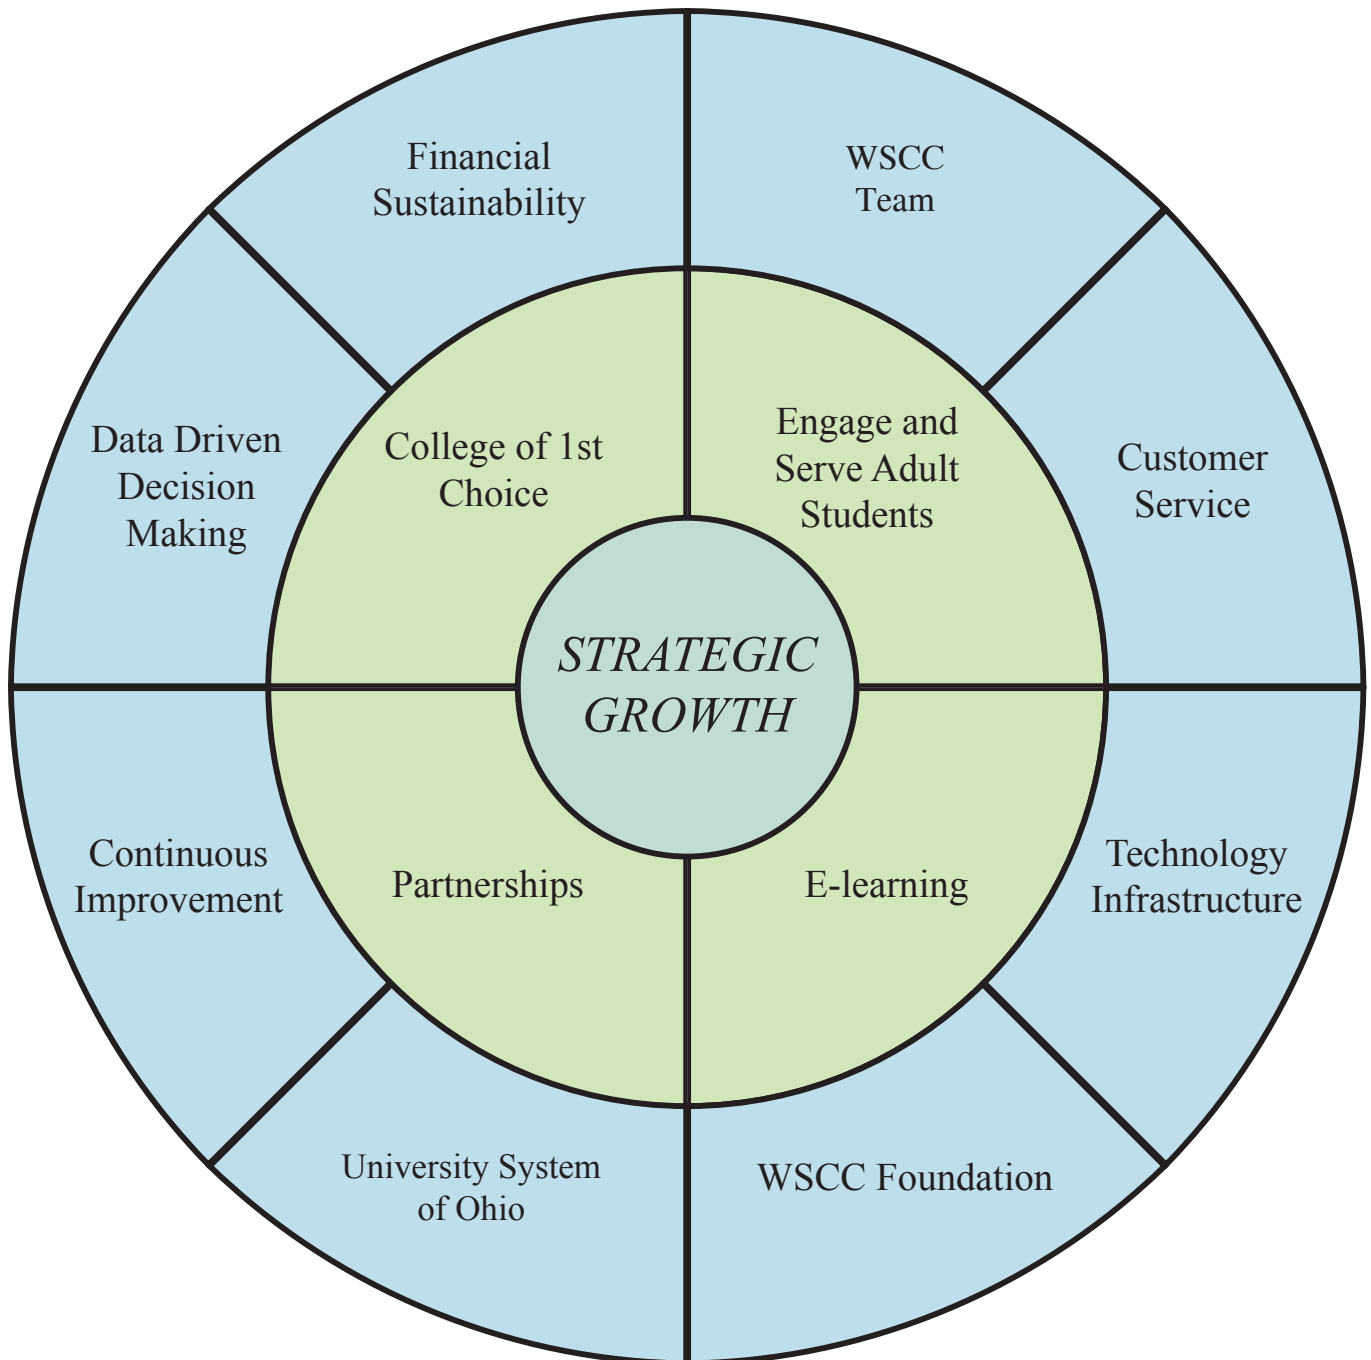 Financial
Sustainability
WSCC
Team
Data Driven
Decision
Making
College of 1st
Choice
Engage and
Serve Adult
Students
Customer
Service
STRATEGIC
GROWTH
Continuous
Improvement
Partnerships
E-learning
Technology
Infrastructure
University System
of Ohio
WSCC Foundation